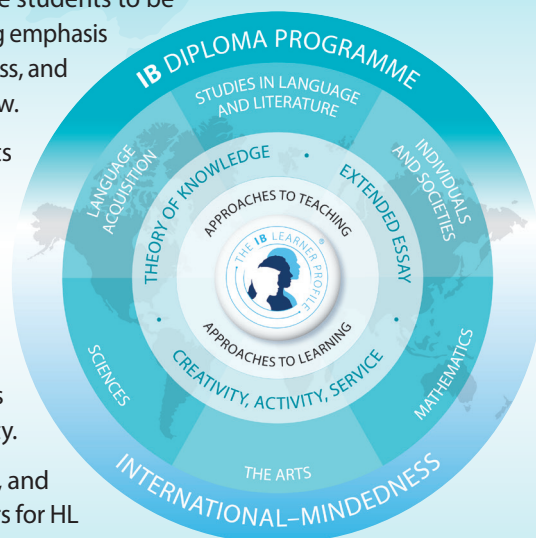 e students to be
g emphasis
ss, and
w.
ts
s
ty.
, and
s for HL
IB DIPLOMA PROGRAMME
STUDIES IN LANGUAGE
AND LITERATURE
LANGUAGE
ACQUISITION
INDIVIDUALS
AND SOCIETIES
THEORY OF KNOWLEDGE
EXTENDED ESSAY
APPROACHES TO TEACHING
THE IB LEARNER PROFILE
®
APPROACHES TO LEARNING
CREATIVITY, ACTIVITY, SERVICE
SCIENCES
MATHEMATICS
THE ARTS
INTERNATIONAL–MINDEDNESS